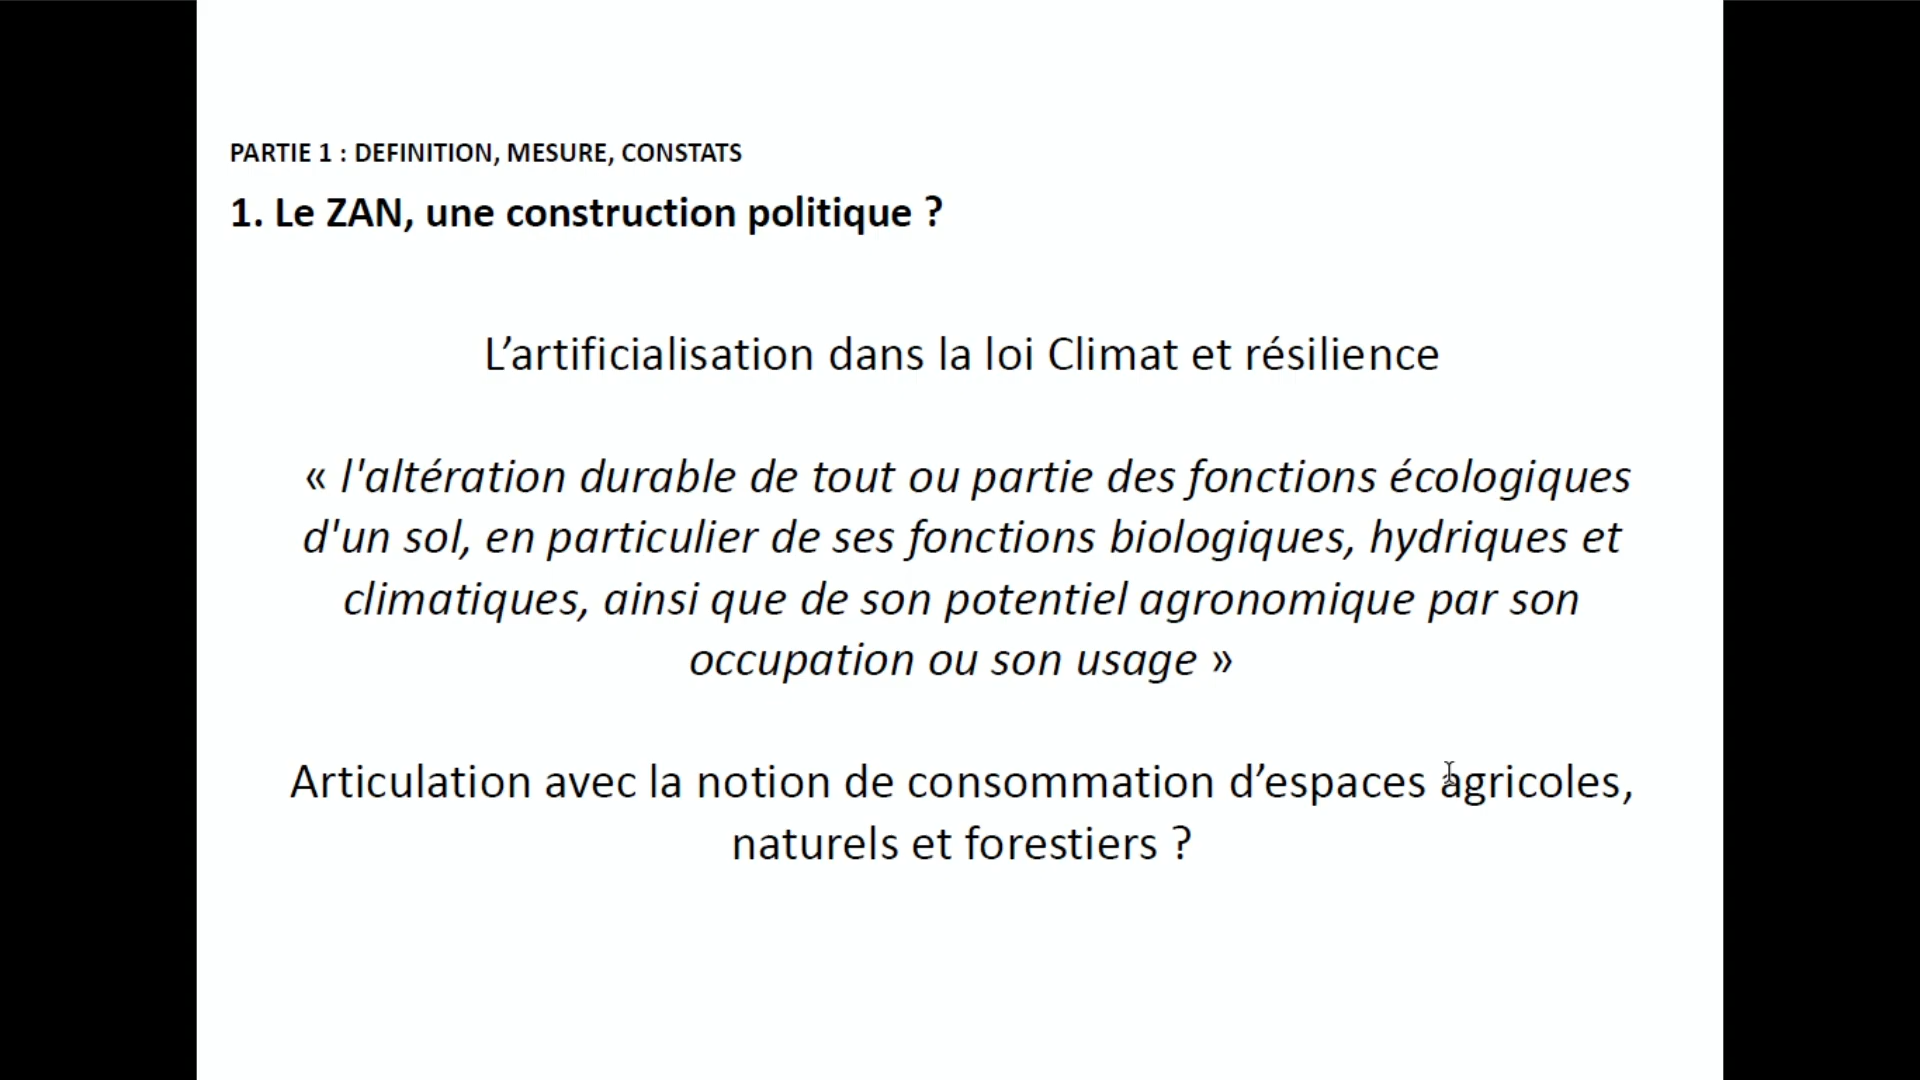 PARTIE 1 : DEFINITION, MESURE, CONSTATS
1. Le ZAN, une construction politique ?
L’artificialisation dans la loi Climat et résilience
« l'altération durable de tout ou partie des fonctions écologiques
d'un sol, en particulier de ses fonctions biologiques, hydriques et
climatiques, ainsi que de son potentiel agronomique par son
occupation ou son usage »
Articulation avec la notion de consommation d’espaces agricoles,
naturels et forestiers ?